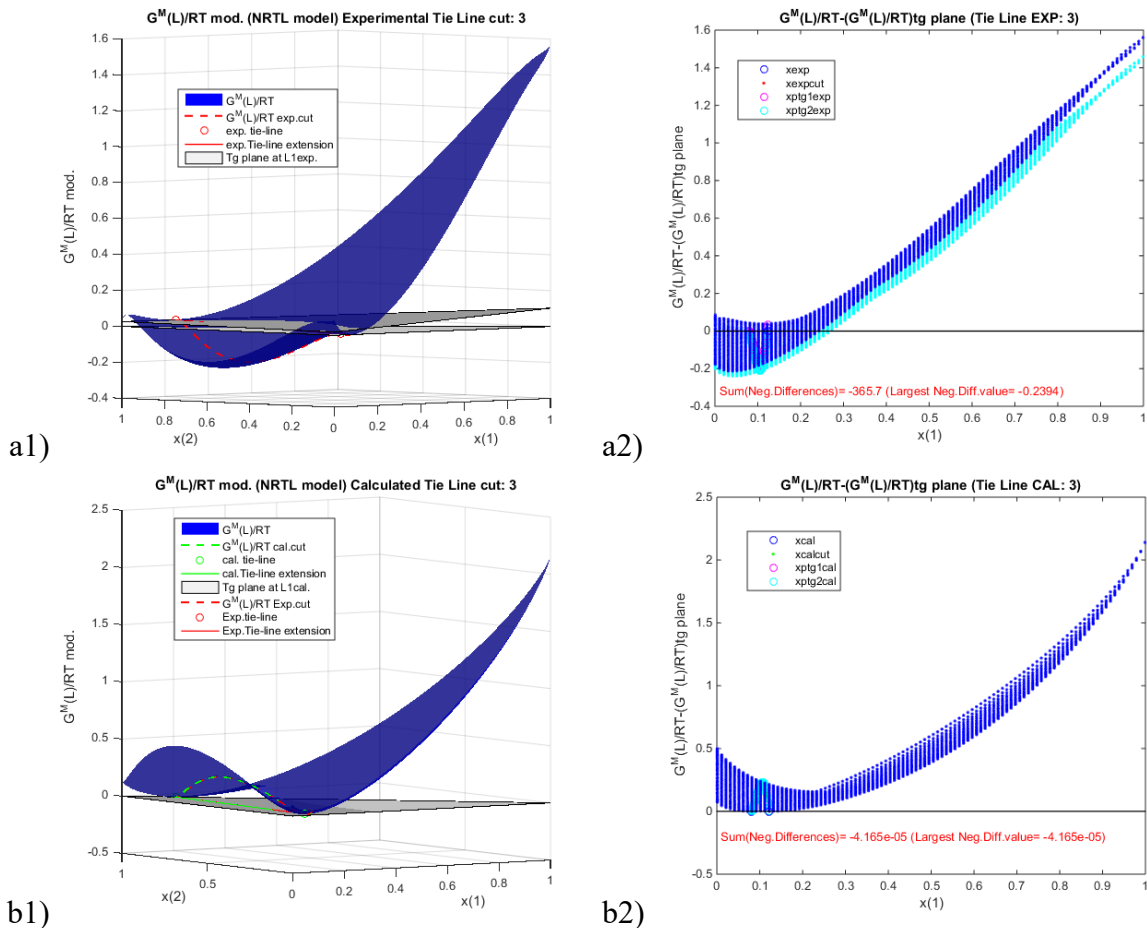 G^M(L)/RT mod. (NRTL model) Experimental Tie Line cut: 3
G^M(L)/RT mod.
1.6
1.4
1.2
1
0.8
0.6
0.4
0.2
0
-0.2
-0.4
G^M(L)/RT
G^M(L)/RT exp.cut
exp. tie-line
exp.Tie-line extension
Tg plane at L1exp.
1 0.8 0.6 0.4 0.2 0 0.2 0.4 0.6 0.8 1
x(2) x(1)
a1)
G^M(L)/RT-(G^M(L)/RT)tg plane (Tie Line EXP: 3)
G^M(L)/RT-(G^M(L)/RT)tg plane
1.6
1.4
1.2
1
0.8
0.6
0.4
0.2
0
-0.2
-0.4
xexp
xexpcut
xptg1exp
xptg2exp
Sum(Neg.Differences)= -365.7 (Largest Neg.Diff.value= -0.2394)
0 0.1 0.2 0.3 0.4 0.5 0.6 0.7 0.8 0.9 1
x(1)
a2)
G^M(L)/RT mod. (NRTL model) Calculated Tie Line cut: 3
G^M(L)/RT mod.
2.5
2
1.5
1
0.5
0
-0.5
G^M(L)/RT
G^M(L)/RT cal.cut
cal. tie-line
cal.Tie-line extension
Tg plane at L1cal.
G^M(L)/RT Exp.cut
Exp.tie-line
Exp.Tie-line extension
1 0.5 0 0.2 0.4 0.6 0.8 1
x(2) x(1)
b1)
G^M(L)/RT-(G^M(L)/RT)tg plane (Tie Line CAL: 3)
G^M(L)/RT-(G^M(L)/RT)tg plane
2.5
2
1.5
1
0.5
0
-0.5
xcal
xcalcut
xptg1cal
xptg2cal
Sum(Neg.Differences)= -4.165e-05 (Largest Neg.Diff.value= -4.165e-05)
0 0.1 0.2 0.3 0.4 0.5 0.6 0.7 0.8 0.9 1
x(1)
b2)